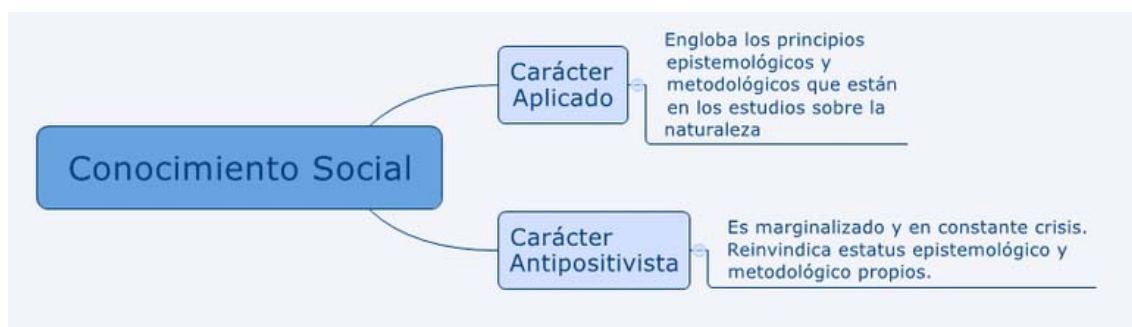 Conocimiento Social
Carácter
Aplicado
Engloba los principios
epistemológicos y
metodológicos que están
en los estudios sobre la
naturaleza
Carácter
Antipositivista
Es marginalizado y en constante crisis.
Reinvindica estatus epistemológico y
metodológico propios.